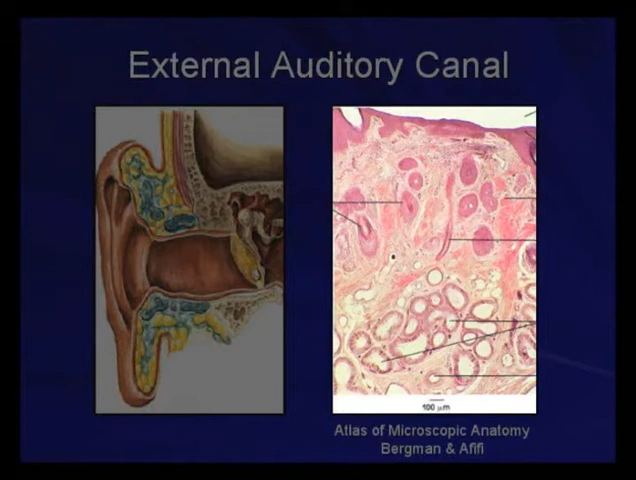 External Auditory Canal
100 µm
Atlas of Microscopic Anatomy
Bergman & Afifi